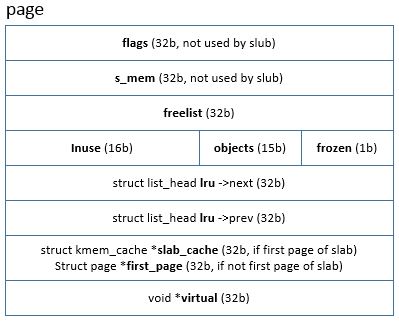 page
flags (32b, not used by slub)
s_mem (32b, not used by slub)
freelist (32b)
Inuse (16b) objects (15b) frozen (1b)
struct list_head lru ->next (32b)
struct list_head lru ->prev (32b)
struct kmem_cache *slab_cache (32b, if first page of slab)
Struct page *first_page (32b, if not first page of slab)
void *virtual (32b)